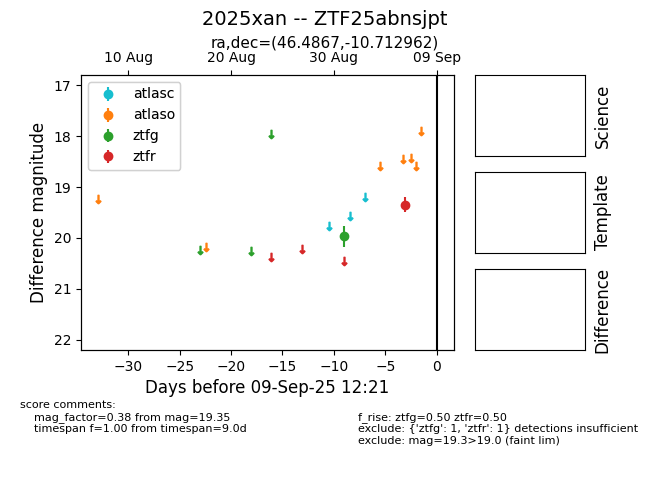 2025xan -- ZTF25abnsjpt
ra,dec=(46.4867,-10.712962)
10 Aug
20 Aug
30 Aug
09 Sep
atlasc
atlaso
ztfg
ztfr
17
18
19
20
21
22
Difference magnitude
−30
−25
−20
−15
−10
−5
0
Days before 09-Sep-25 12:21
Science
Template
Difference
score comments:
mag_factor=0.38 from mag=19.35
timespan f=1.00 from timespan=9.0d
f_rise: ztfg=0.50 ztfr=0.50
exclude: {'ztfg': 1, 'ztfr': 1} detections insufficient
exclude: mag=19.3>19.0 (faint lim)